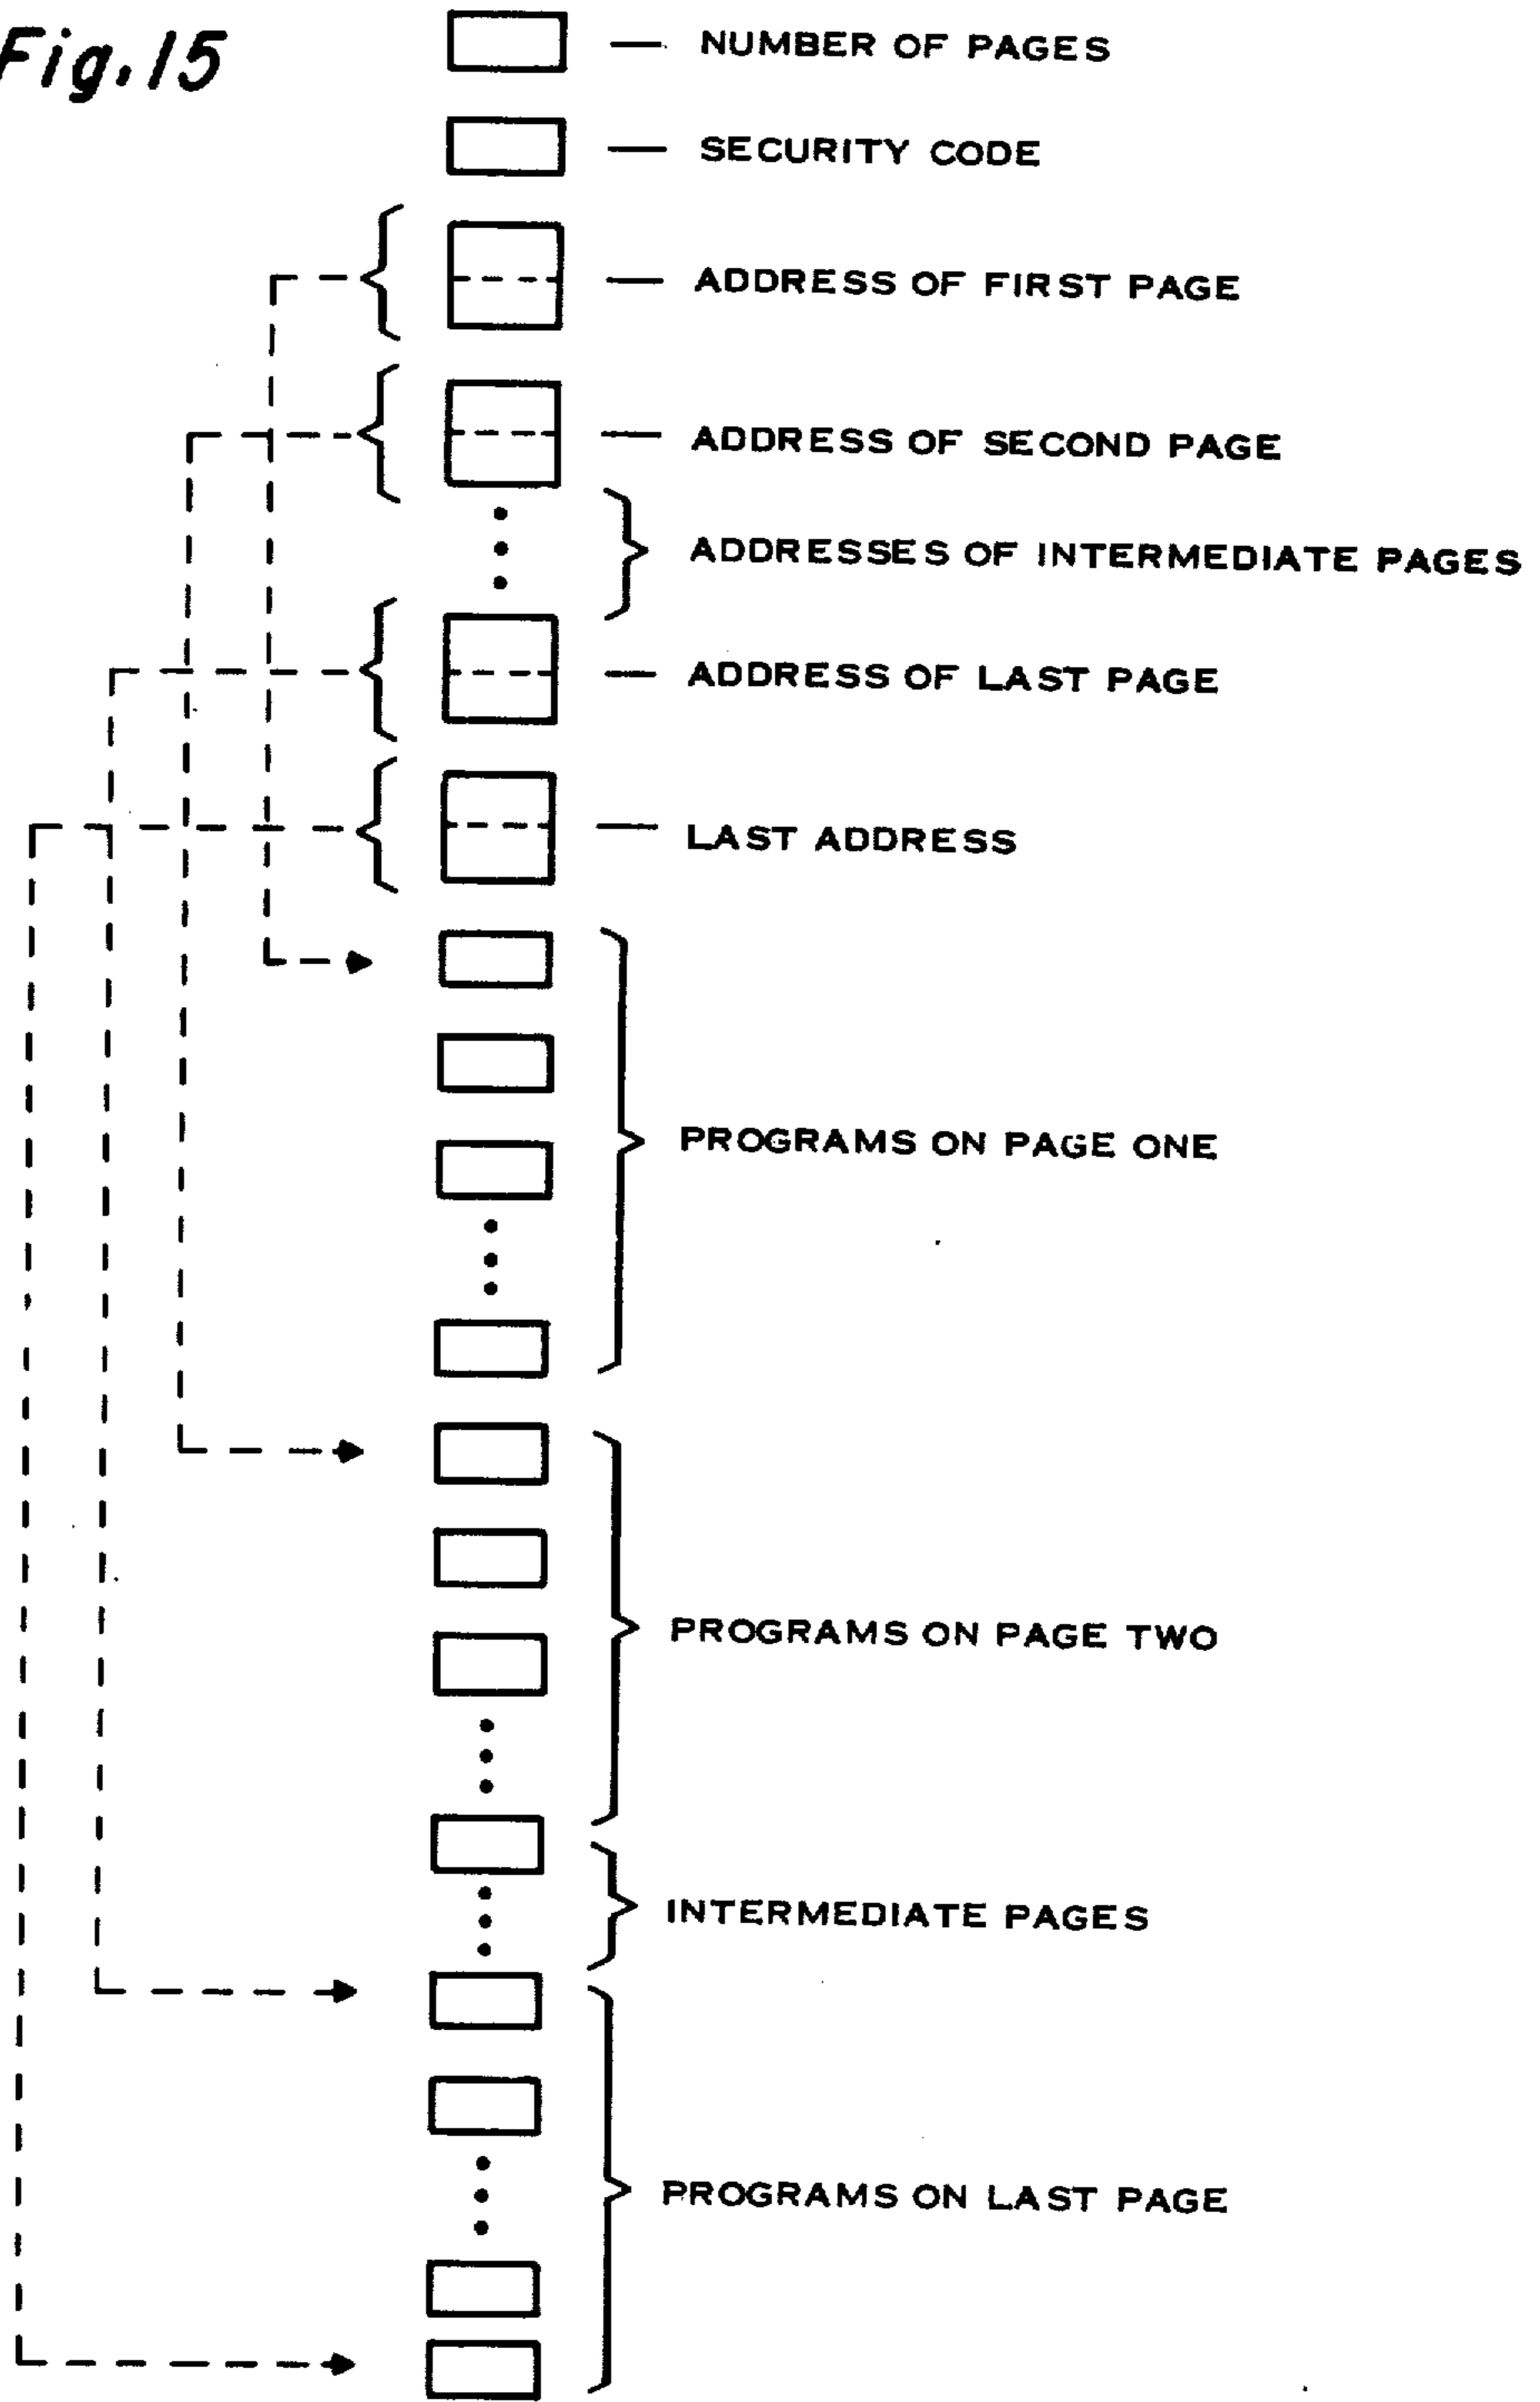 Fig. 15
NUMBER OF PAGES
SECURITY CODE
ADDRESS OF FIRST PAGE
ADDRESS OF SECOND PAGE
ADDRESSES OF INTERMEDIATE PAGES
ADDRESS OF LAST PAGE
LAST ADDRESS
PROGRAMS ON PAGE ONE
PROGRAMS ON PAGE TWO
INTERMEDIATE PAGES
PROGRAMS ON LAST PAGE